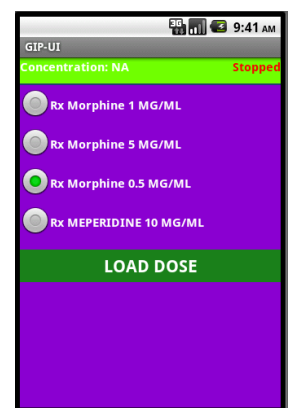 3G 9:41 AM
GIP-UI
Concentration: NA Stopped
Rx Morphine 1 MG/ML
Rx Morphine 5 MG/ML
Rx Morphine 0.5 MG/ML
Rx MEPERIDINE 10 MG/ML
LOAD DOSE